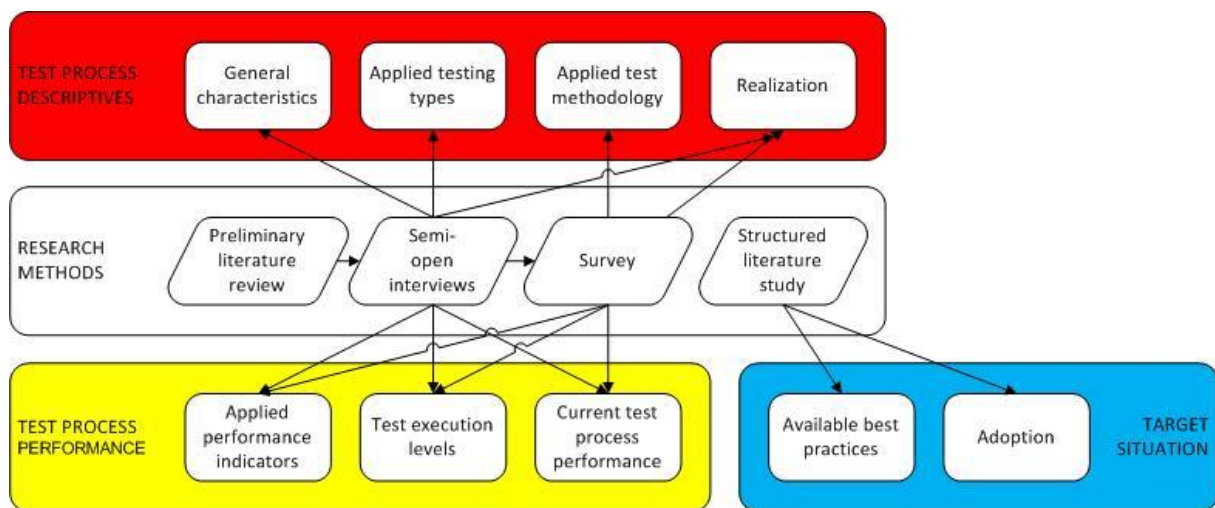 TEST PROCESS
DESCRIPTIVES
General
characteristics
Applied testing
types
Applied test
methodology
Realization
RESEARCH
METHODS
Preliminary
literature
review
Semi-
open
interviews
Survey
Structured
literature
study
TEST PROCESS
PERFORMANCE
Applied
performance
indicators
Test execution
levels
Current test
process
performance
Available best
practices
Adoption
TARGET
SITUATION